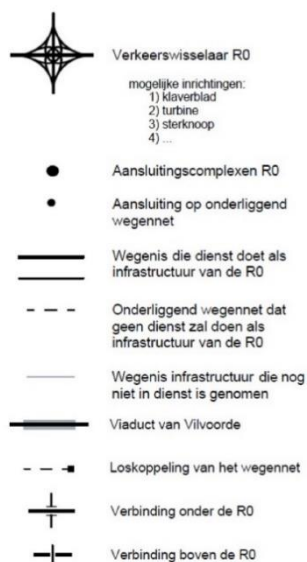 Verkeerswisselaar R0
mogelijke inrichtingen:
1) klaverblad
2) turbine
3) sterknoop
4) ...
Aansluitingscomplexen R0
Aansluiting op onderliggend
wegennet
Wegenis die dienst doet als
infrastructuur van de R0
Onderliggend wegennet dat
geen dienst zal doen als
infrastructuur van de R0
Wegenis infrastructuur die nog
niet in dienst is genomen
Viaduct van Vilvoorde
Loskoppeling van het wegennet
Verbinding onder de R0
Verbinding boven de R0